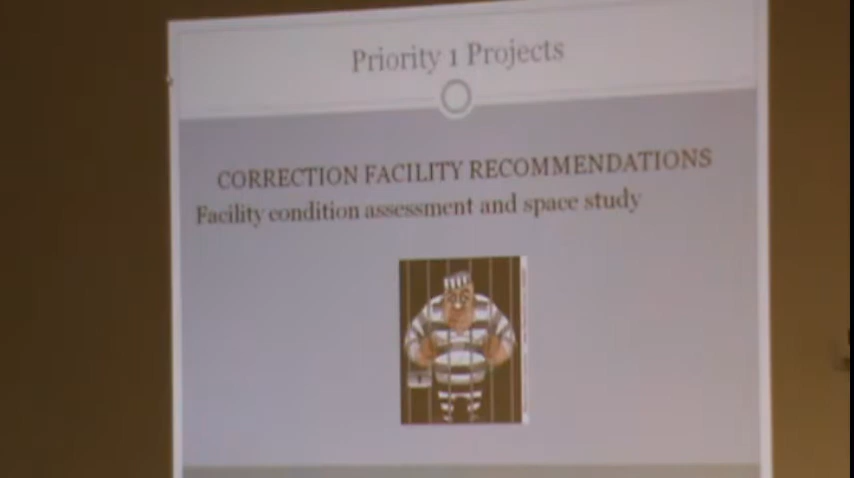 Priority 1 Projects
CORRECTION FACILITY RECOMMENDATIONS
Facility condition assessment and space study